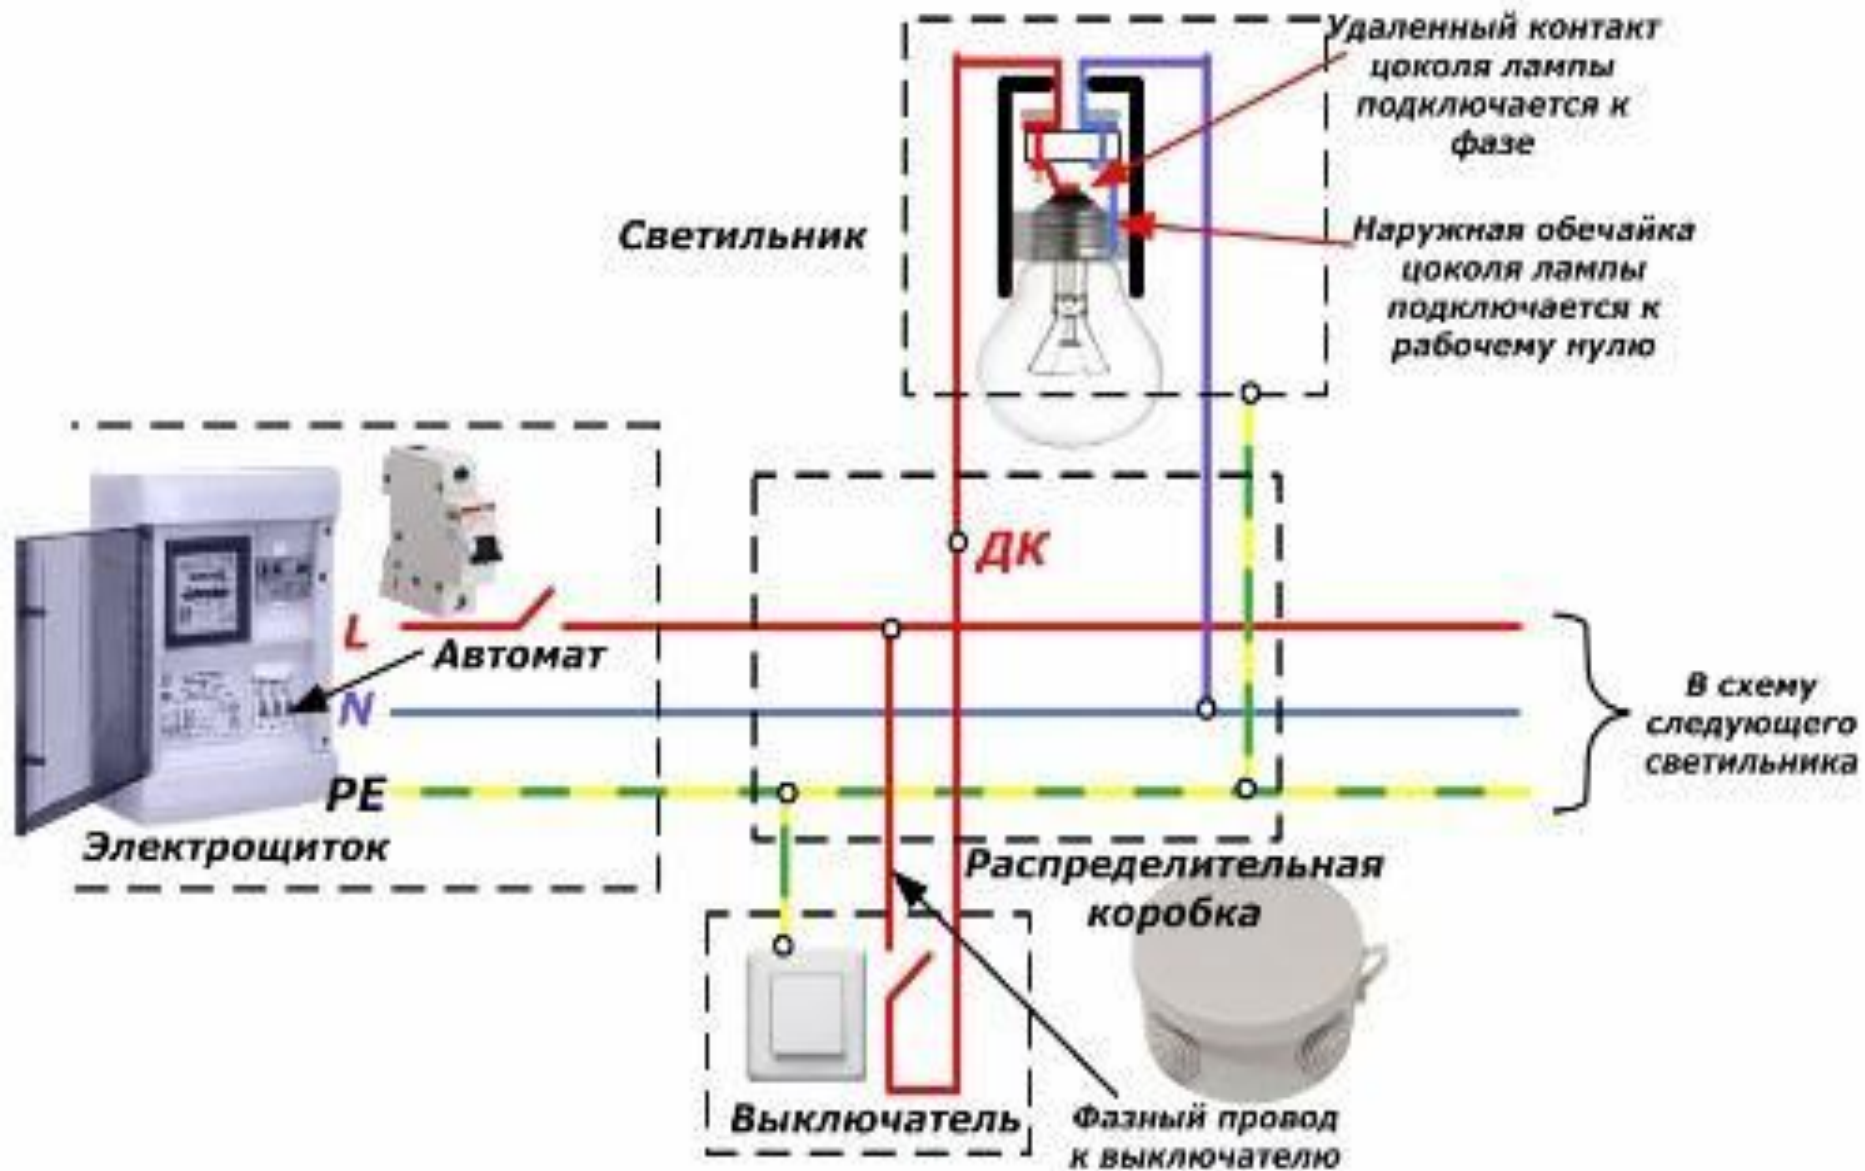 Удаленный контакт
цоколя лампы
подключается к
фазе
Светильник
Наружная обечайка
цоколя лампы
подключается к
рабочему нулю
ДК
L
Автомат
N
PE
Электрощиток
В схему
следующего
светильника
Распределительная
коробка
Выключатель
Фазный провод
к выключателю